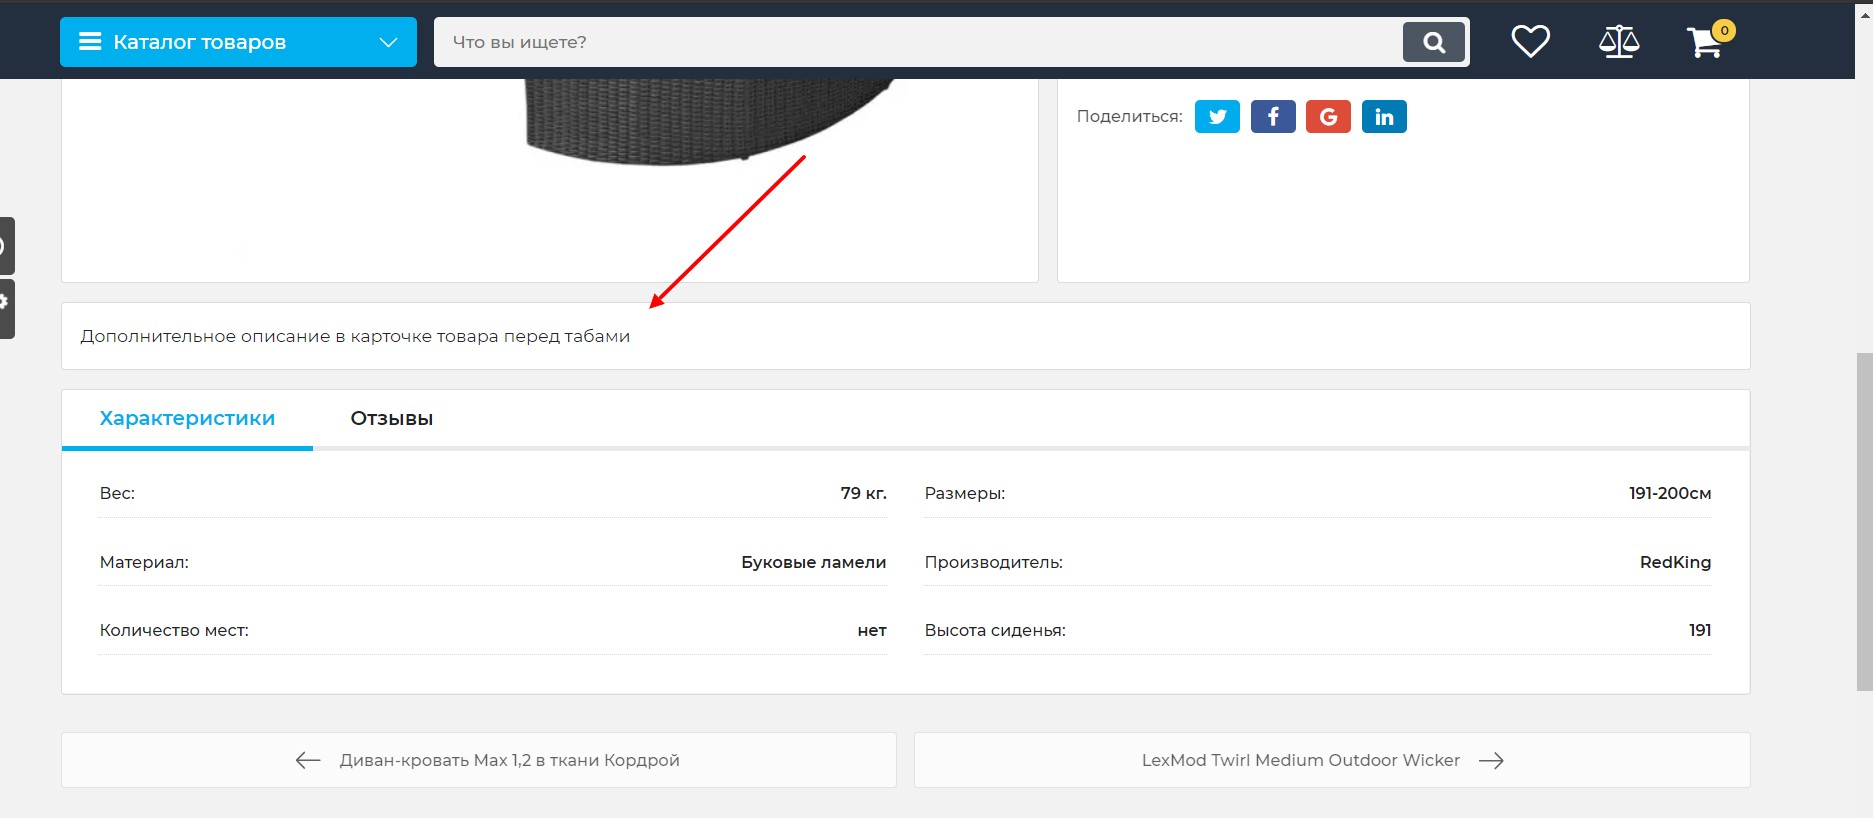 Каталог товаров
Что вы ищете?
0
Поделиться:
f G in
Дополнительное описание в карточке товара перед табами
Характеристики Отзывы
Вес: 79 кг. Размеры: 191-200см
Материал: Буковые ламели Производитель: RedKing
Количество мест: нет Высота сиденья: 191
Диван-кровать Max 1,2 в ткани Кордрой LexMod Twirl Medium Outdoor Wicker